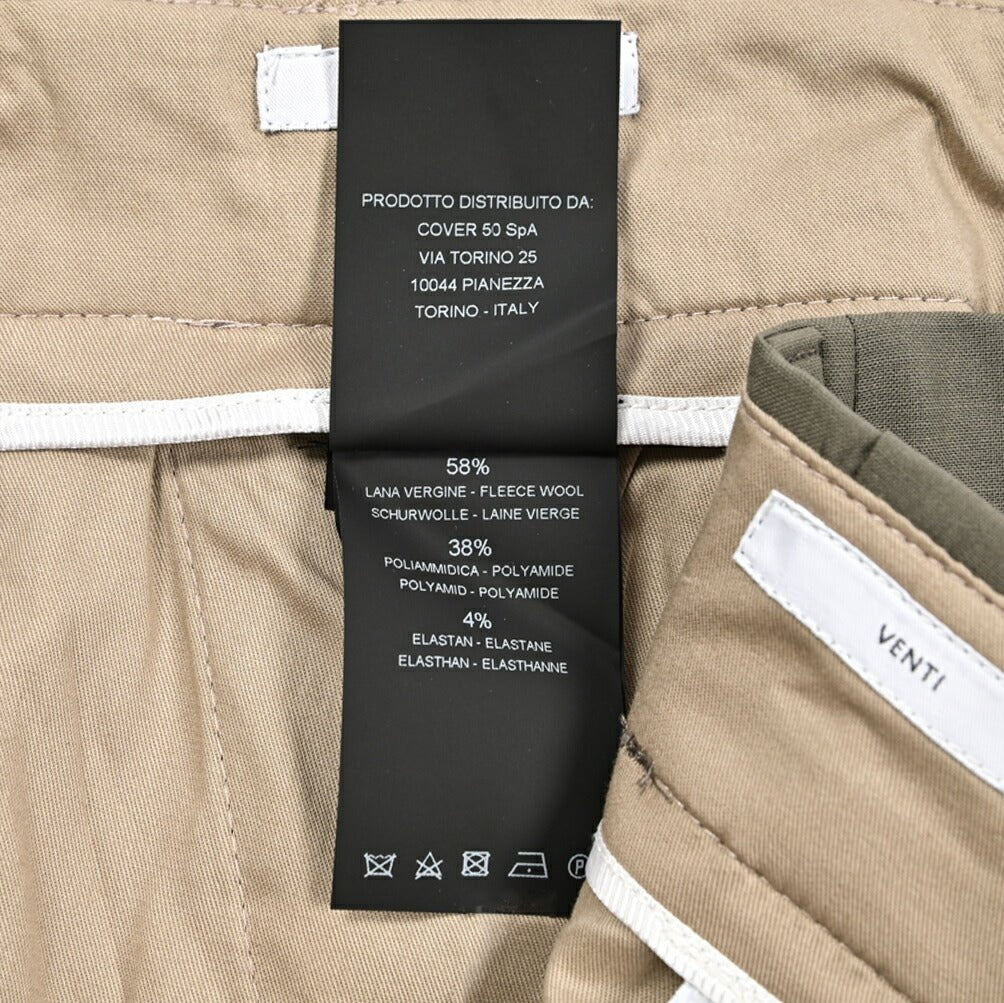 PRODOTTO DISTRIBUITO DA:
COVER 50 SpA
VIA TORINO 25
10044 PIANEZZA
TORINO - ITALY
58%
LANA VERGINE - FLEECE WOOL
SCHURWOLLE - LAINE VIERGE
38%
POLIAMMIDICA - POLYAMIDE
POLYAMID - POLYAMIDE
4%
ELASTAN - ELASTANE
ELASTHAN - ELASTHANNE
P
VENTI